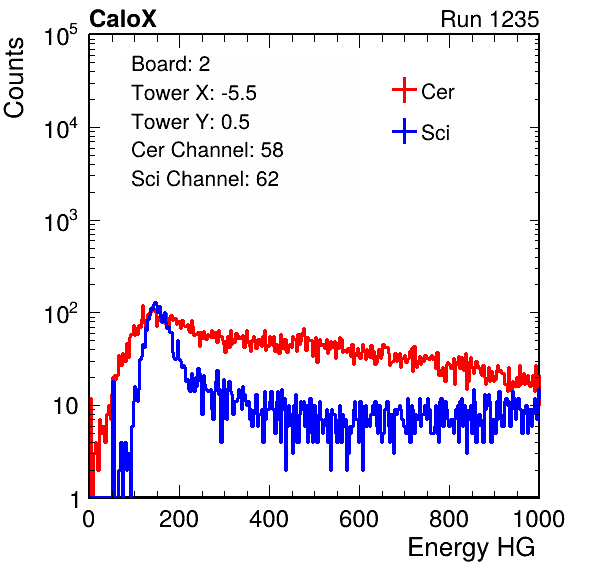 CaloX Run 1235
Counts
Board: 2
Tower X: -5.5
Tower Y: 0.5
Cer Channel: 58
Sci Channel: 62
Cer
Sci
10^5
10^4
10^3
10^2
10
1
0 200 400 600 800 1000
Energy HG